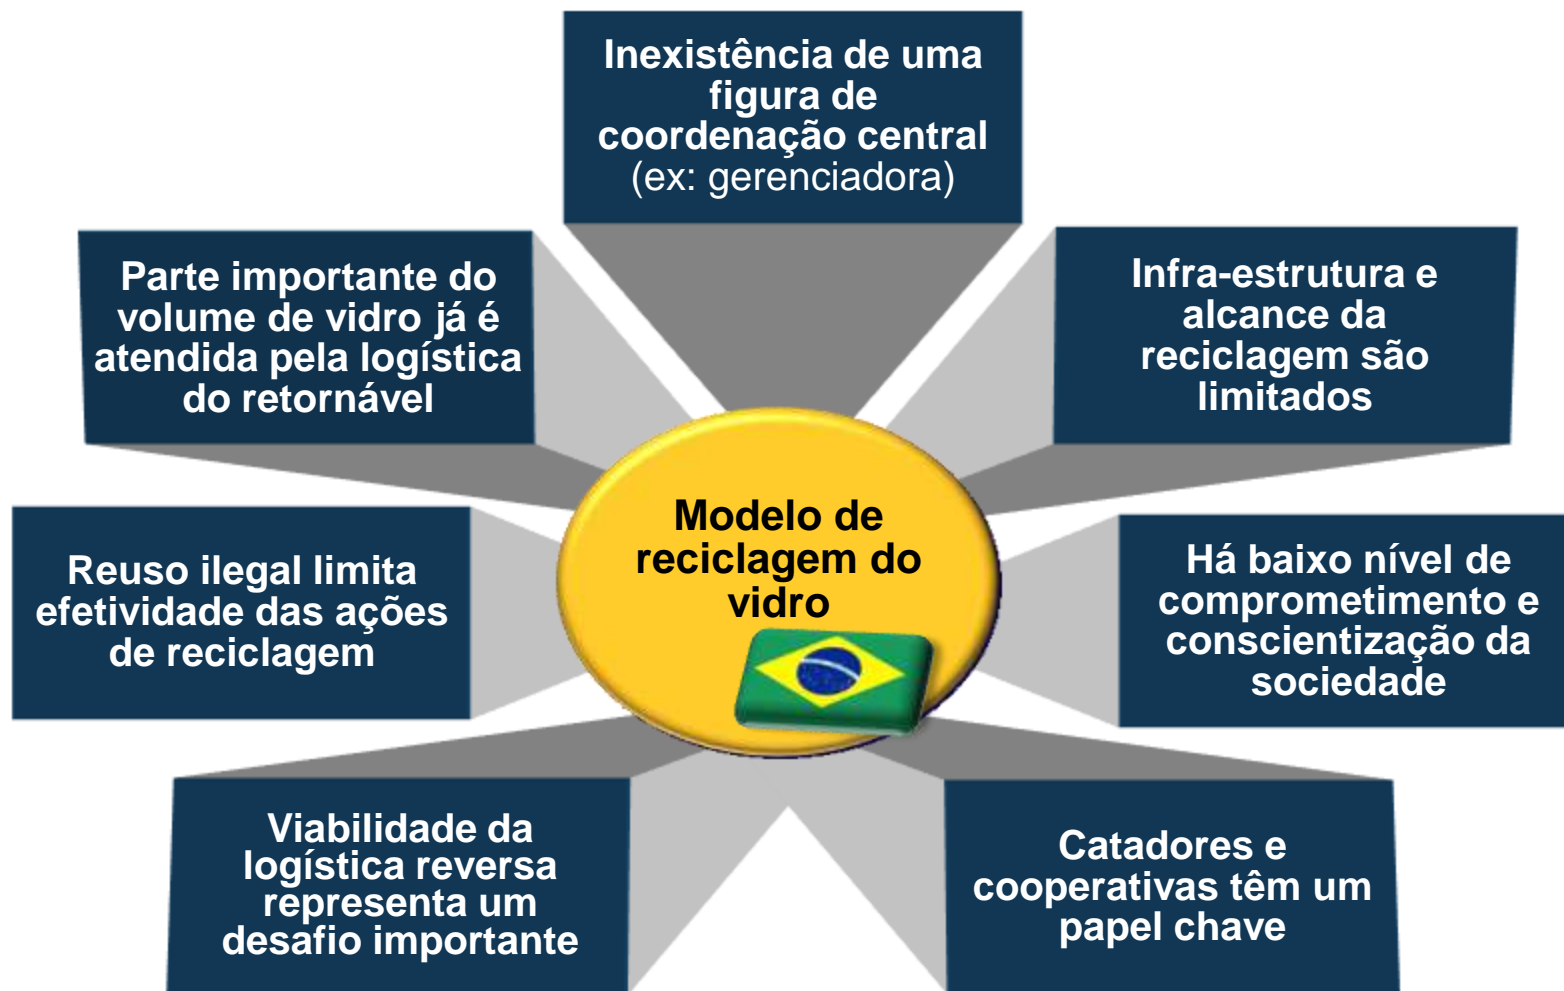 Inexistência de uma
figura de
coordenação central
(ex: gerenciadora)
Parte importante do
volume de vidro já é
atendida pela logística
do retornável
Infra-estrutura e
alcance da
reciclagem são
limitados
Modelo de
reciclagem do
vidro
Reuso ilegal limita
efetividade das ações
de reciclagem
Há baixo nível de
comprometimento e
conscientização da
sociedade
Viabilidade da
logística reversa
representa um
desafio importante
Catadores e
cooperativas têm um
papel chave